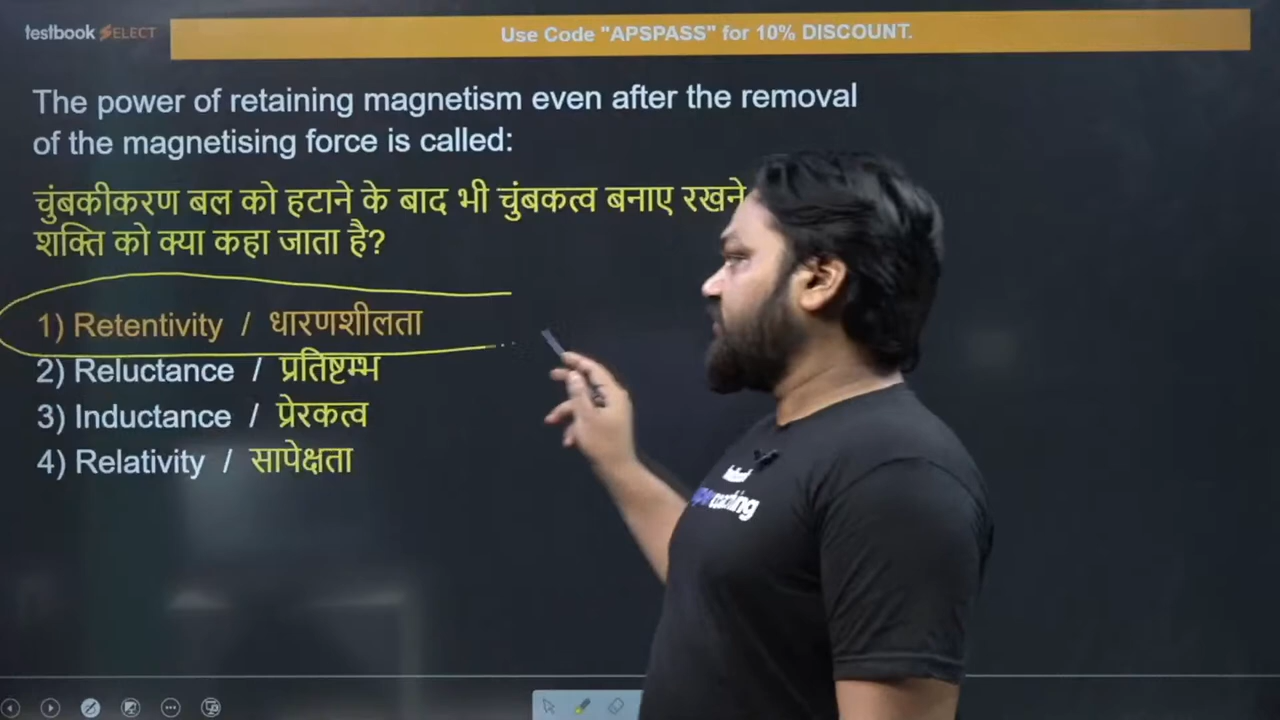 testbook SELECT
Use Code "APSPASS" for 10% DISCOUNT.
The power of retaining magnetism even after the removal
of the magnetising force is called:
चुंबकीकरण बल को हटाने के बाद भी चुंबकत्व बनाए रखने
शक्ति को क्या कहा जाता है?
1) Retentivity / धारणशीलता
2) Reluctance / प्रतिष्टम्भ
3) Inductance / प्रेरकत्व
4) Relativity / सापेक्षता
coaching